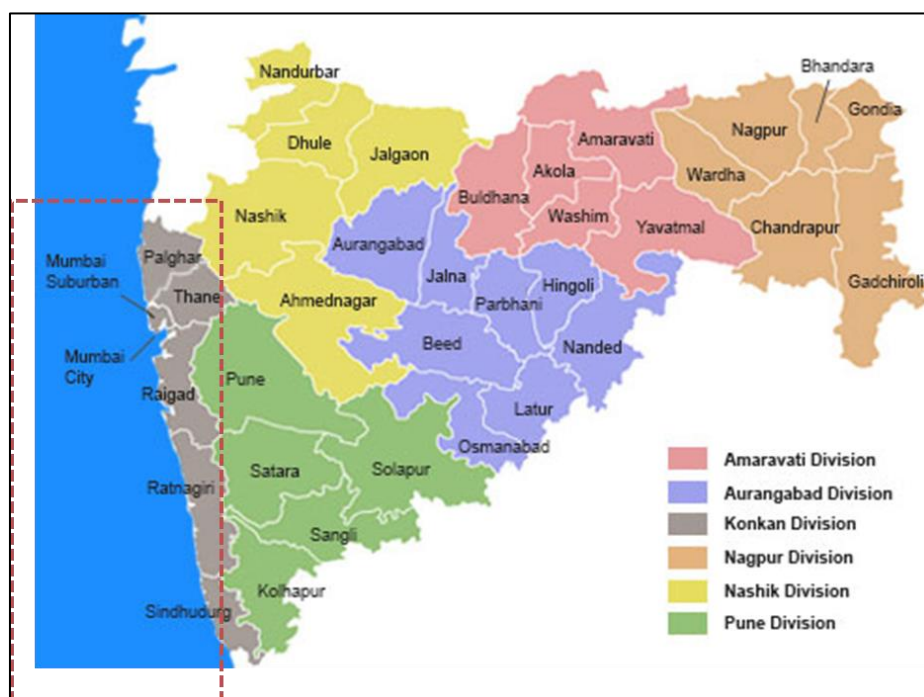 Nandurbar
Bhandara
Gondia
Nagpur
Amaravati
Dhule
Jalgaon
Akola
Wardha
Buldhana
Nashik
Washim
Yavatmal
Chandrapur
Aurangabad
Palghar
Mumbai
Suburban
Jalna
Hingoli
Gadchiroli
Thane
Ahmednagar
Parbhani
Beed
Nanded
Mumbai
City
Pune
Raigad
Latur
Osmanabad
Satara
Solapur
Ratnagiri
Sangli
Kolhapur
Sindhudurg
Amaravati Division
Aurangabad Division
Konkan Division
Nagpur Division
Nashik Division
Pune Division